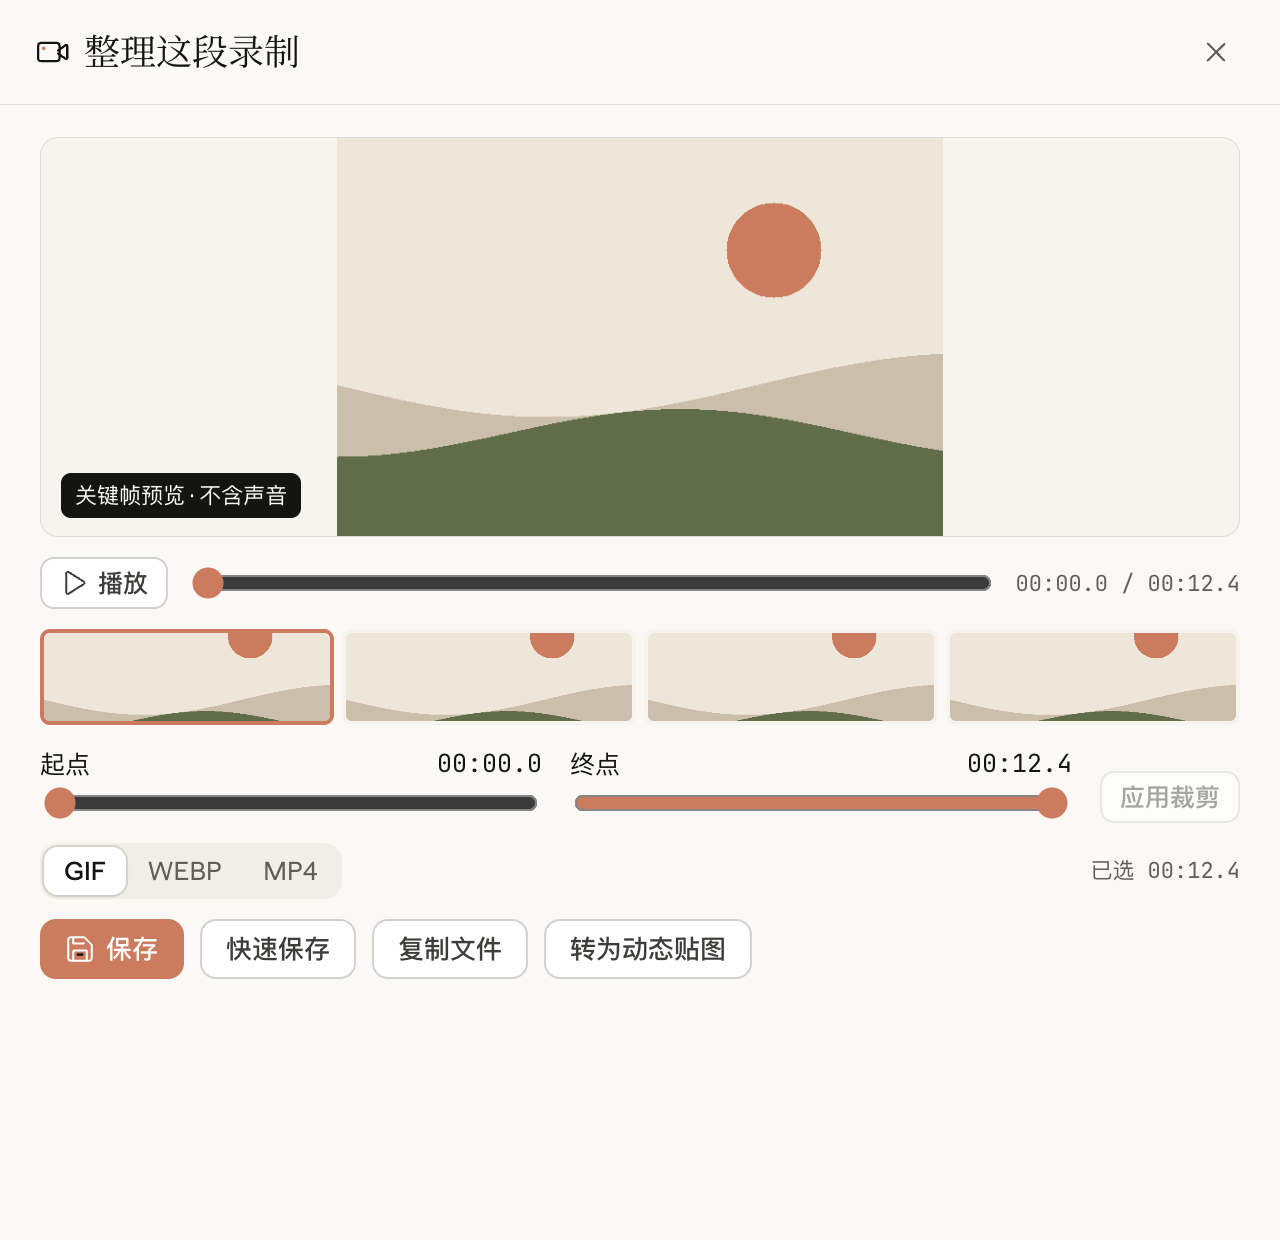 整理这段录制
关键帧预览·不含声音
播放
00:00.0 / 00:12.4
起点 00:00.0 终点 00:12.4
应用裁剪
GIF WEBP MP4
已选 00:12.4
保存 快速保存 复制文件 转为动态贴图